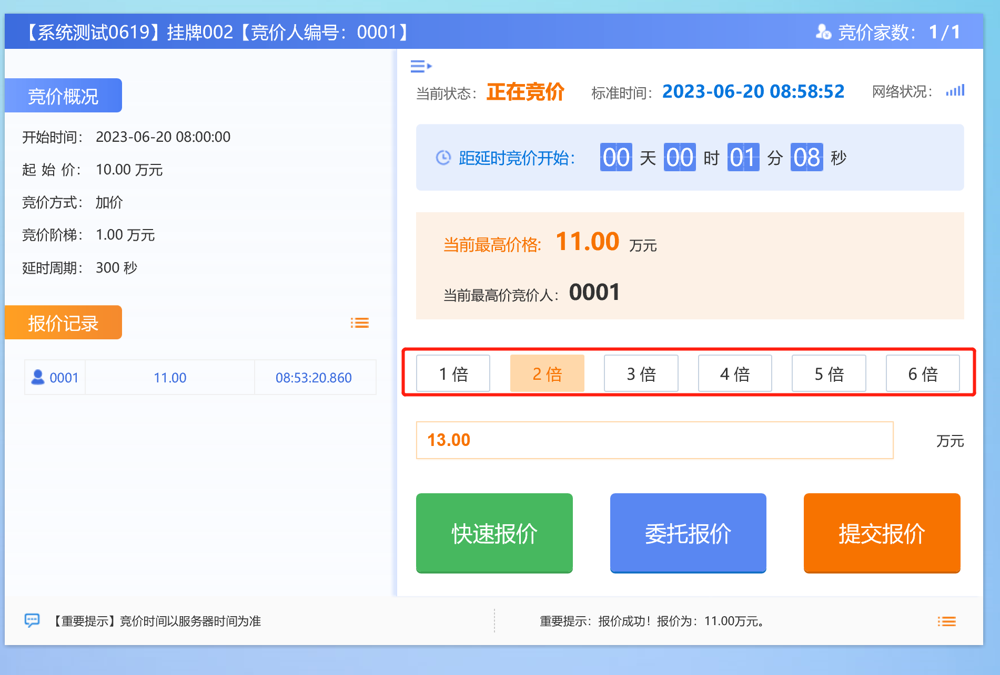 【系统测试0619】挂牌002【竞价人编号：0001】
竞价家数： 1/1
竞价概况
开始时间： 2023-06-20 08:00:00
起 始 价： 10.00 万元
竞价方式： 加价
竞价阶梯： 1.00 万元
延时周期： 300 秒
报价记录
0001 11.00 08:53:20.860
当前状态： 正在竞价 标准时间： 2023-06-20 08:58:52 网络状况：
距延时竞价开始： 00 天 00 时 01 分 08 秒
当前最高价格: 11.00 万元
当前最高价竞价人： 0001
1 倍 2 倍 3 倍 4 倍 5 倍 6 倍
13.00 万元
快速报价 委托报价 提交报价
【重要提示】竞价时间以服务器时间为准
重要提示：报价成功！报价为：11.00万元。